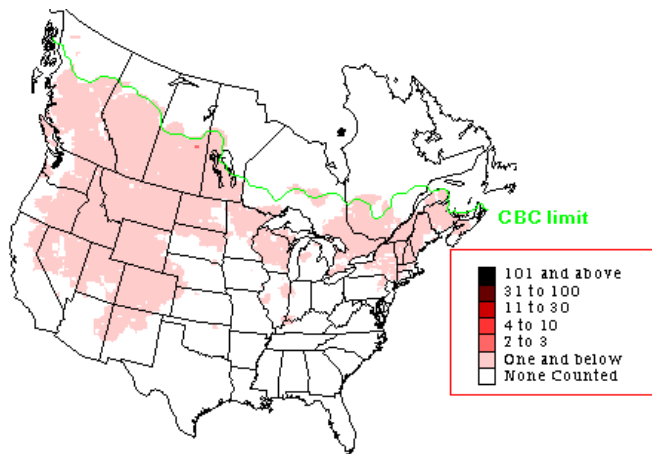 CBC limit
101 and above
31 to 100
11 to 30
4 to 10
2 to 3
One and below
None Counted